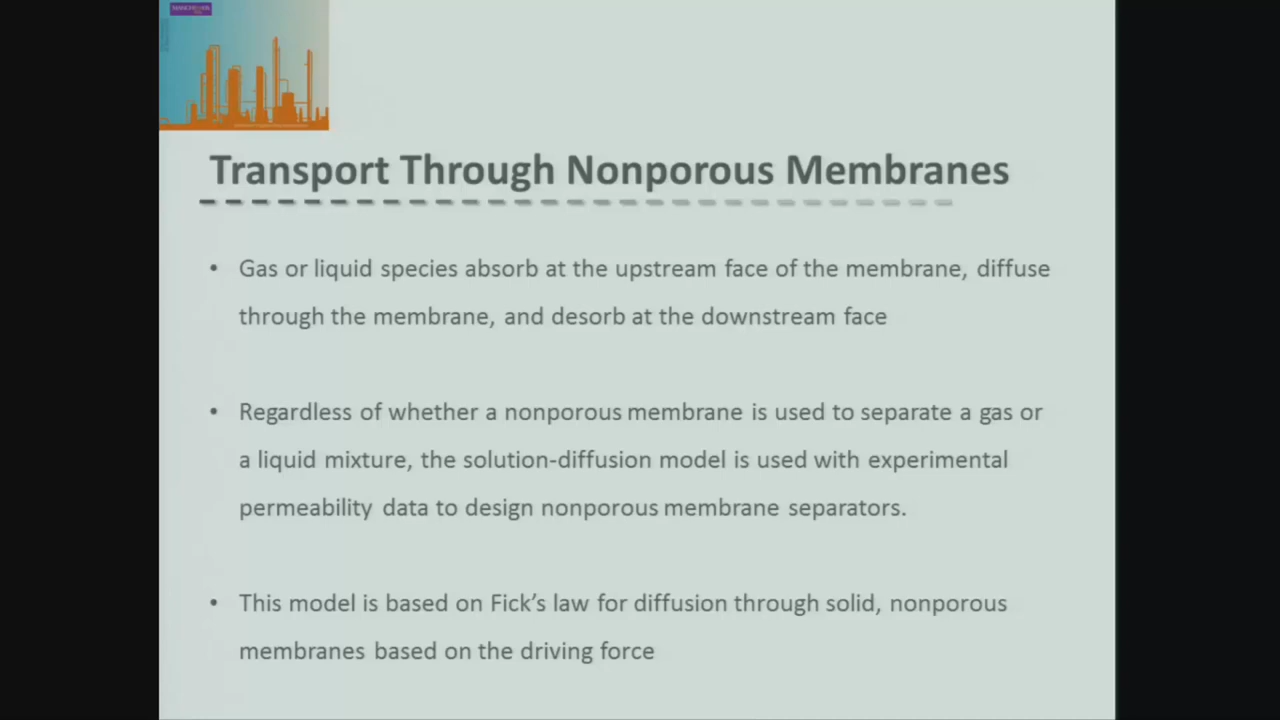 Transport Through Nonporous Membranes
• Gas or liquid species absorb at the upstream face of the membrane, diffuse
through the membrane, and desorb at the downstream face
• Regardless of whether a nonporous membrane is used to separate a gas or
a liquid mixture, the solution-diffusion model is used with experimental
permeability data to design nonporous membrane separators.
• This model is based on Fick's law for diffusion through solid, nonporous
membranes based on the driving force